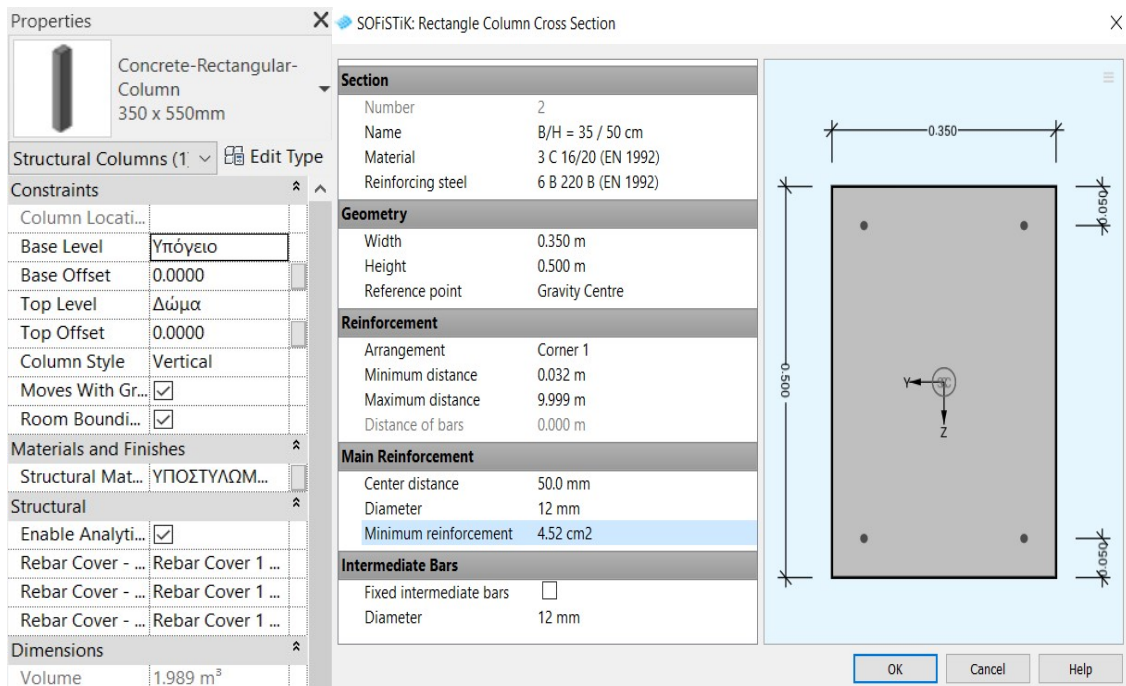 Properties
Concrete-Rectangular-
Column
350 x 550mm
Structural Columns (1 Edit Type
Constraints
Column Locati...
Base Level Υπόγειο
Base Offset 0.0000
Top Level Δώμα
Top Offset 0.0000
Column Style Vertical
Moves With Gr...
Room Boundi...
Materials and Finishes
Structural Mat... ΥΠΟΣΤΥΛΩΜ...
Structural
Enable Analyti...
Rebar Cover - ... Rebar Cover 1 ...
Rebar Cover - ... Rebar Cover 1 ...
Rebar Cover - ... Rebar Cover 1 ...
Dimensions
Volume 1.989 m³
SOFiSTiK: Rectangle Column Cross Section
Section
Number 2
Name B/H = 35 / 50 cm
Material 3 C 16/20 (EN 1992)
Reinforcing steel 6 B 220 B (EN 1992)
Geometry
Width 0.350 m
Height 0.500 m
Reference point Gravity Centre
Reinforcement
Arrangement Corner 1
Minimum distance 0.032 m
Maximum distance 9.999 m
Distance of bars 0.000 m
Main Reinforcement
Center distance 50.0 mm
Diameter 12 mm
Minimum reinforcement 4.52 cm2
Intermediate Bars
Fixed intermediate bars
Diameter 12 mm
0.350
0.050
0.500
Y
Z
0.050
OK Cancel Help